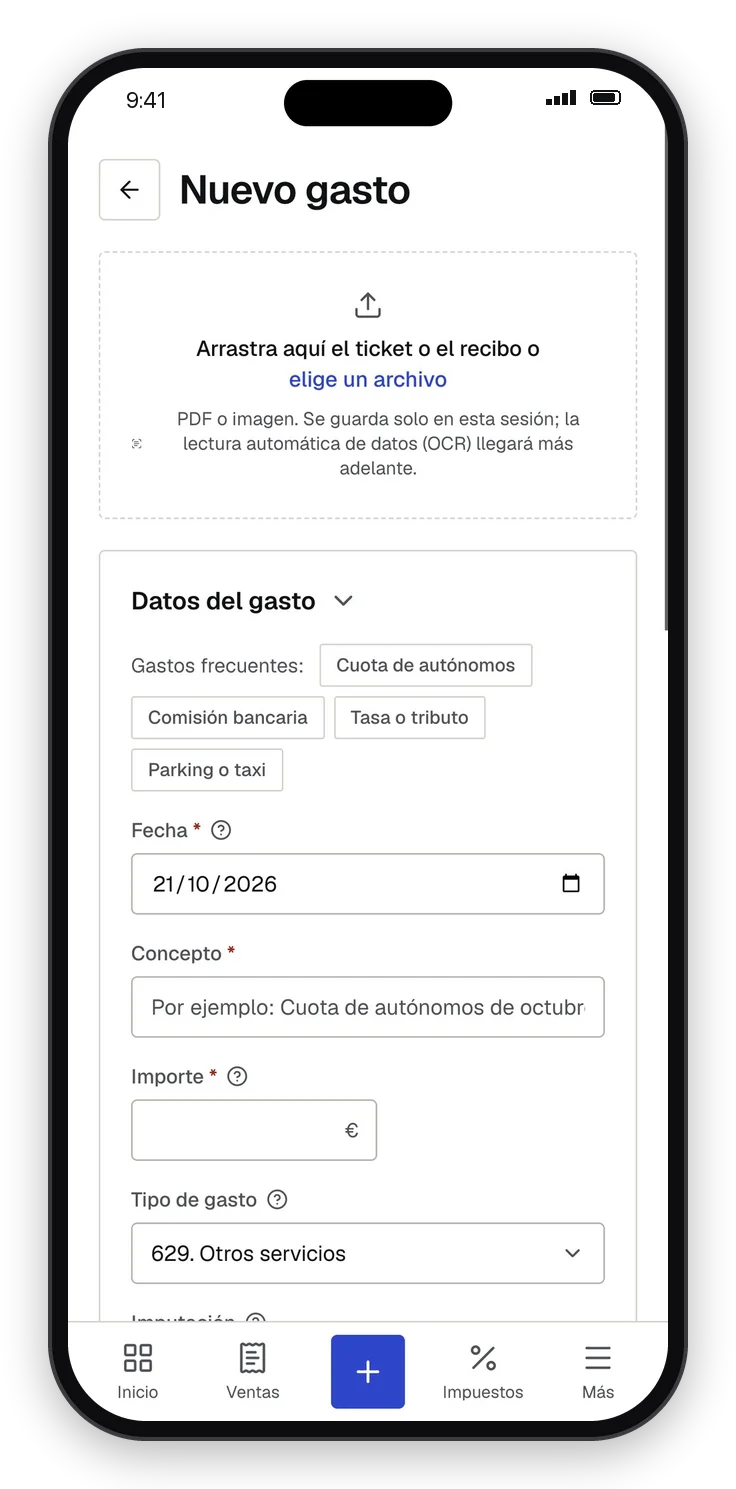 9:41
Nuevo gasto
Arrastra aquí el ticket o el recibo o
elige un archivo
PDF o imagen. Se guarda solo en esta sesión; la
lectura automática de datos (OCR) llegará más
adelante.
Datos del gasto
Gastos frecuentes: Cuota de autónomos
Comisión bancaria Tasa o tributo
Parking o taxi
Fecha *
21/10/2026
Concepto *
Por ejemplo: Cuota de autónomos de octubr
Importe *
€
Tipo de gasto
629. Otros servicios
Imputación
Inicio Ventas Impuestos Más